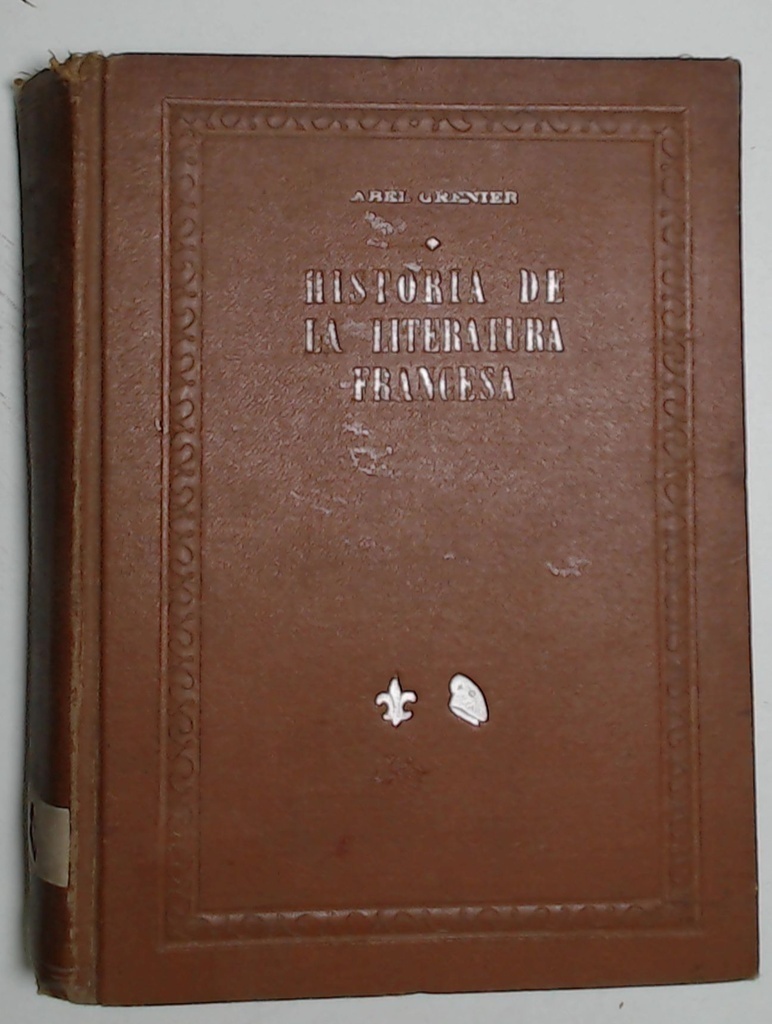 ABEL GRENIER
HISTORIA DE
LA LITERATURA
FRANCESA